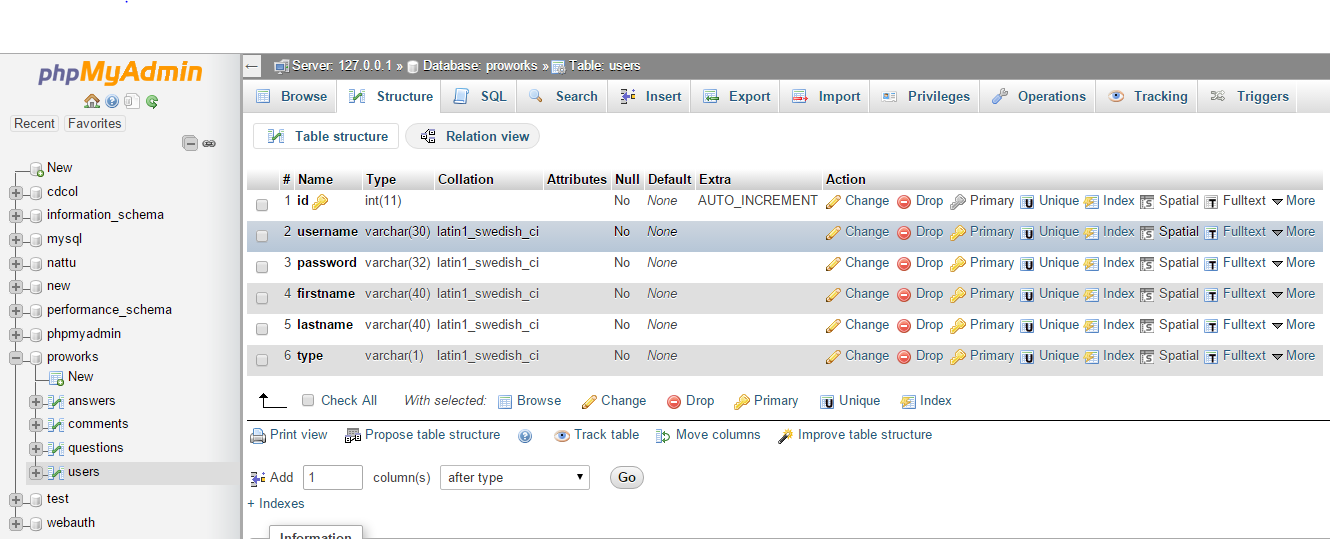 phpMyAdmin
Recent Favorites
New
cdcol
information_schema
mysql
nattu
new
performance_schema
phpmyadmin
proworks
New
answers
comments
questions
users
test
webauth
Server: 127.0.0.1 » Database: proworks » Table: users
Browse Structure SQL Search Insert Export Import Privileges Operations Tracking Triggers
Table structure Relation view
# Name Type Collation Attributes Null Default Extra Action
1 id int(11) No None AUTO_INCREMENT Change Drop Primary Unique Index Spatial Fulltext More
2 username varchar(30) latin1_swedish_ci No None Change Drop Primary Unique Index Spatial Fulltext More
3 password varchar(32) latin1_swedish_ci No None Change Drop Primary Unique Index Spatial Fulltext More
4 firstname varchar(40) latin1_swedish_ci No None Change Drop Primary Unique Index Spatial Fulltext More
5 lastname varchar(40) latin1_swedish_ci No None Change Drop Primary Unique Index Spatial Fulltext More
6 type varchar(1) latin1_swedish_ci No None Change Drop Primary Unique Index Spatial Fulltext More
Check All With selected: Browse Change Drop Primary Unique Index
Print view Propose table structure Track table Move columns Improve table structure
Add 1 column(s) after type Go
+ Indexes
Information